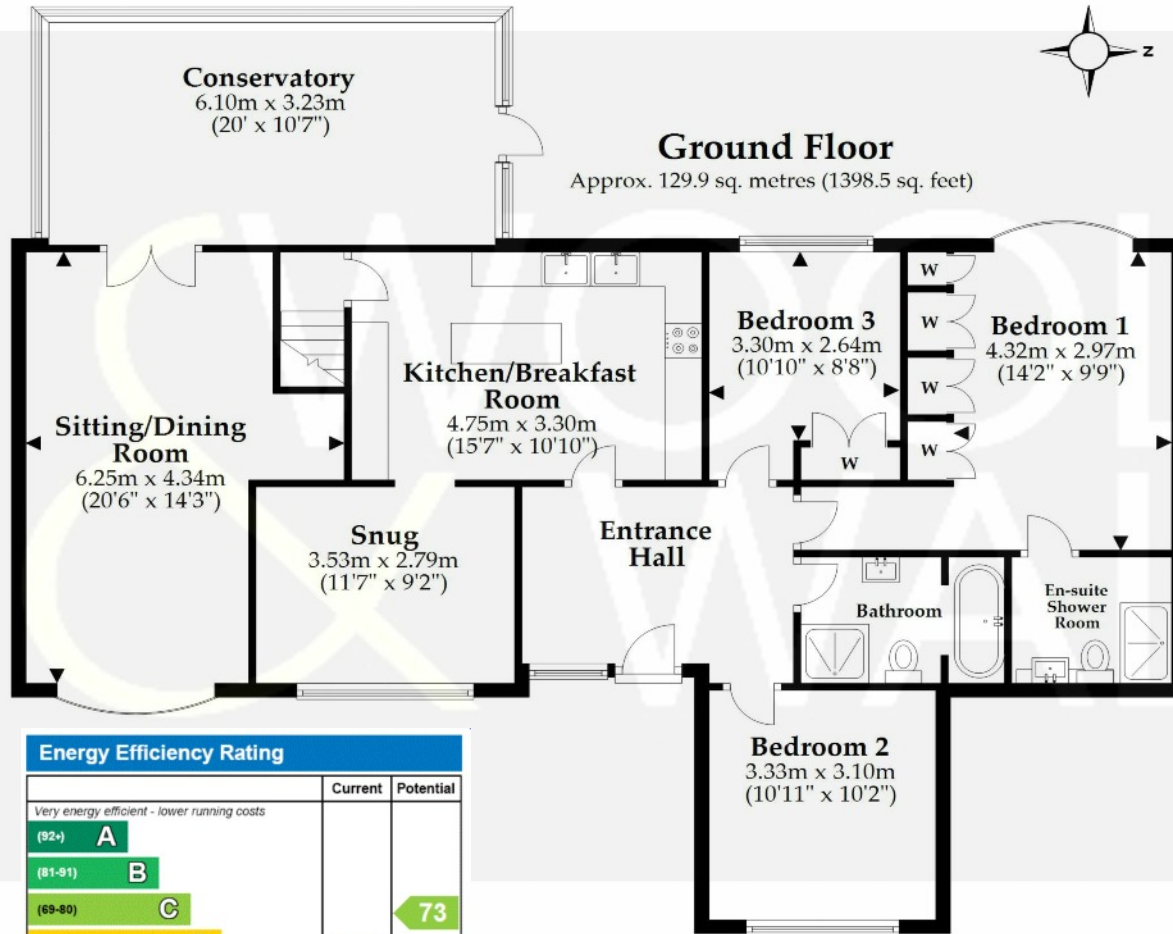 Conservatory
6.10m x 3.23m
(20' x 10'7")
Z
Ground Floor
Approx. 129.9 sq. metres (1398.5 sq. feet)
Sitting/Dining
Room
6.25m x 4.34m
(20'6" x 14'3")
Kitchen/Breakfast
Room
4.75m x 3.30m
(15'7" x 10'10")
Bedroom 3
3.30m x 2.64m
(10'10" x 8'8")
W
W
W
W
W
Bedroom 1
4.32m x 2.97m
(14'2" x 9'9")
Snug
3.53m x 2.79m
(11'7" x 9'2")
Entrance
Hall
Bathroom
En-suite
Shower
Room
Bedroom 2
3.33m x 3.10m
(10'11" x 10'2")
Energy Efficiency Rating
Current Potential
Very energy efficient - lower running costs
(92+) A
(81-91) B
(69-80) C
73